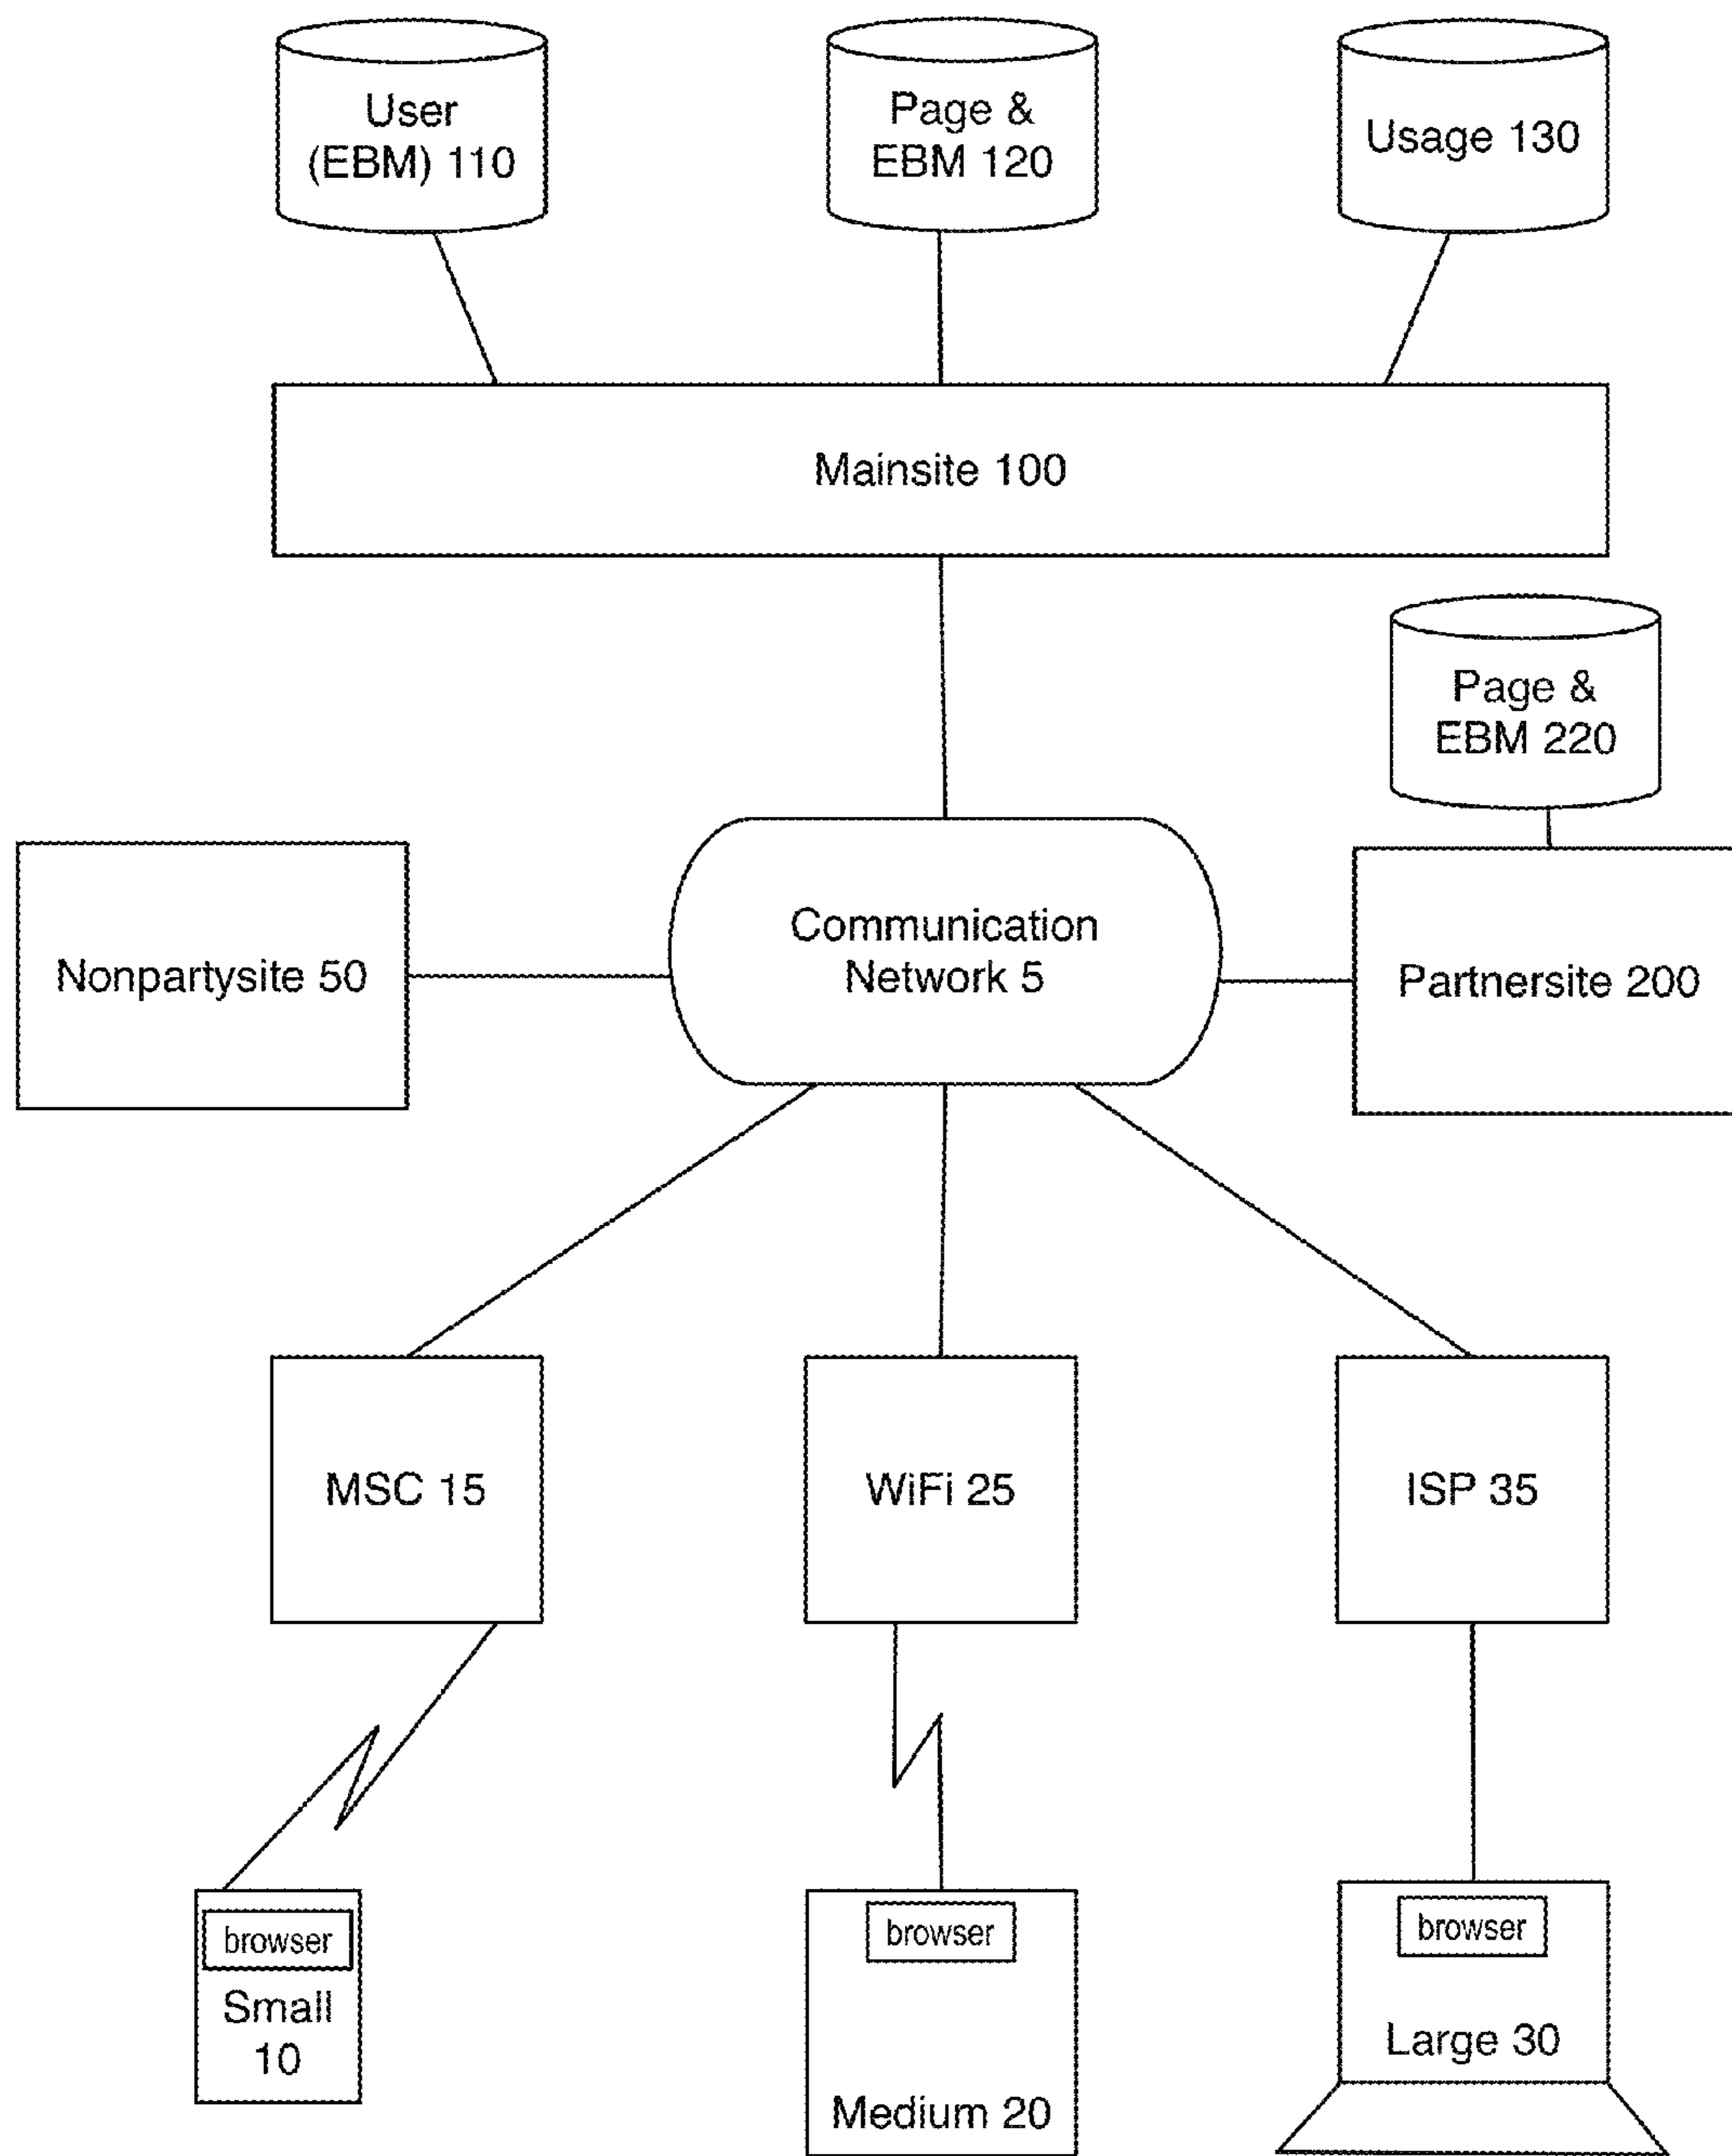 User
(EBM) 110
Page &
EBM 120
Usage 130
Mainsite 100
Page &
EBM 220
Nonpartysite 50
Communication
Network 5
Partnersite 200
MSC 15
WiFi 25
ISP 35
browser
Small
10
browser
Medium 20
browser
Large 30